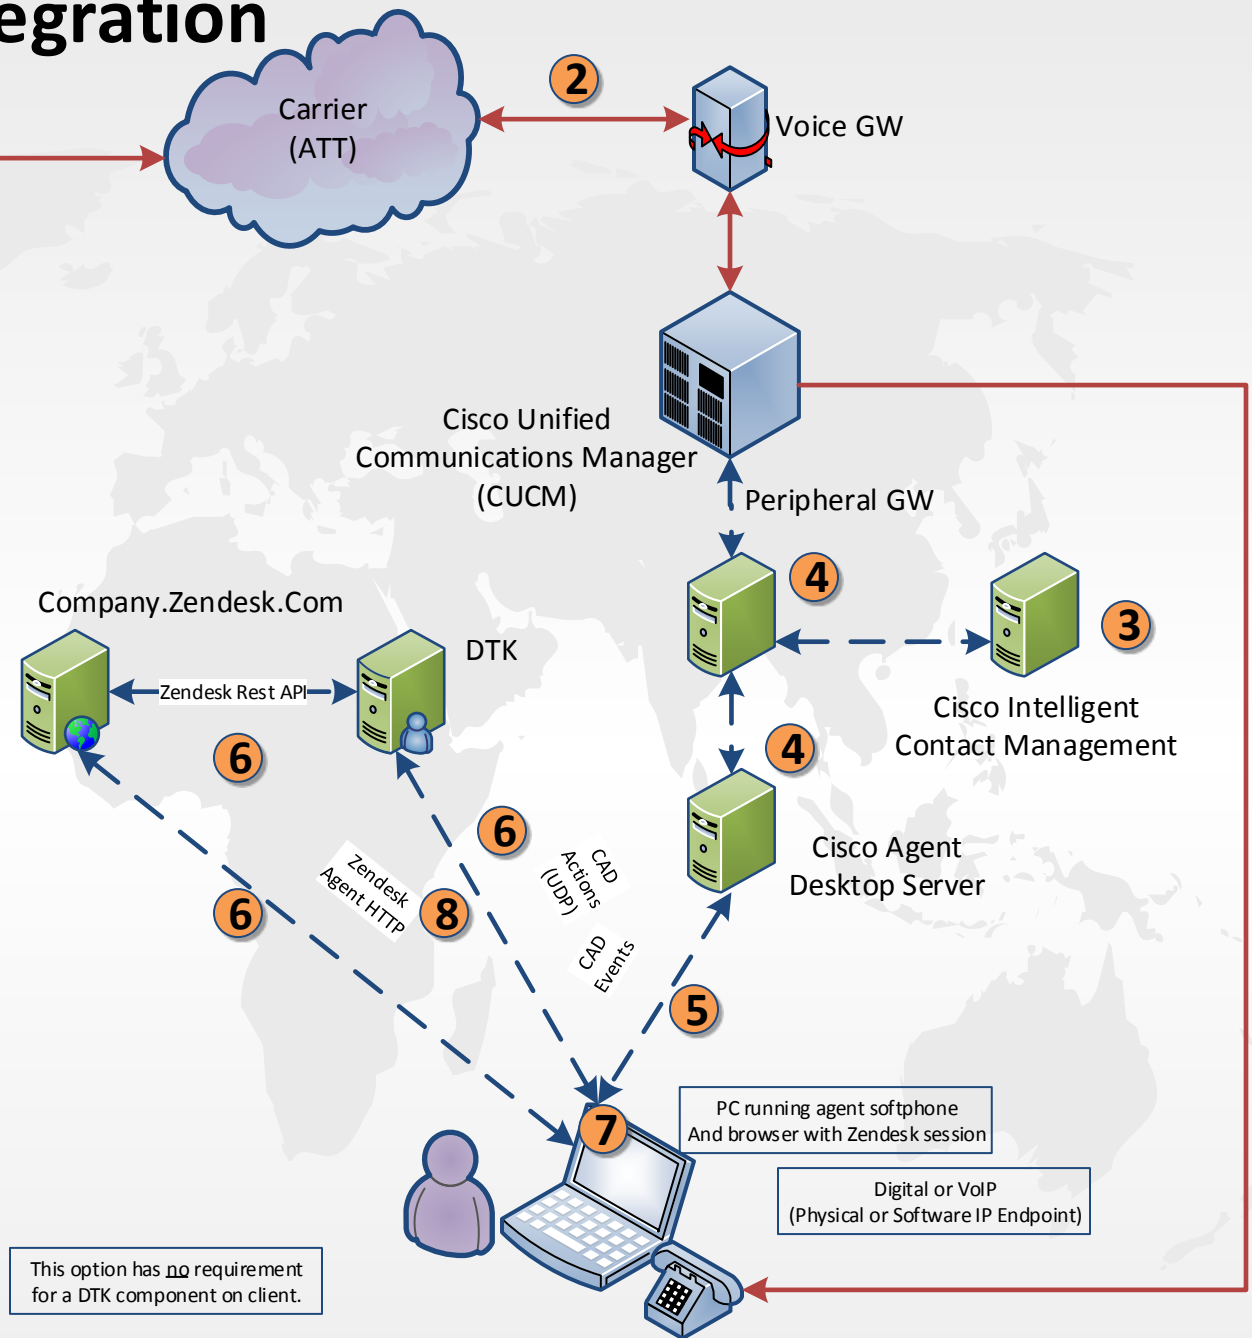 egration
2
Carrier
(ATT)
Voice GW
Cisco Unified
Communications Manager
(CUCM)
Peripheral GW
4
3
Company.Zendesk.Com
DTK
Zendesk Rest API
Cisco Intelligent
Contact Management
6
4
6
Cisco Agent
Desktop Server
CAD
Actions
(UDP)
Zendesk
Agent HTTP
6
8
CAD
Events
5
7
PC running agent softphone
And browser with Zendesk session
Digital or VoIP
(Physical or Software IP Endpoint)
This option has no requirement
for a DTK component on client.